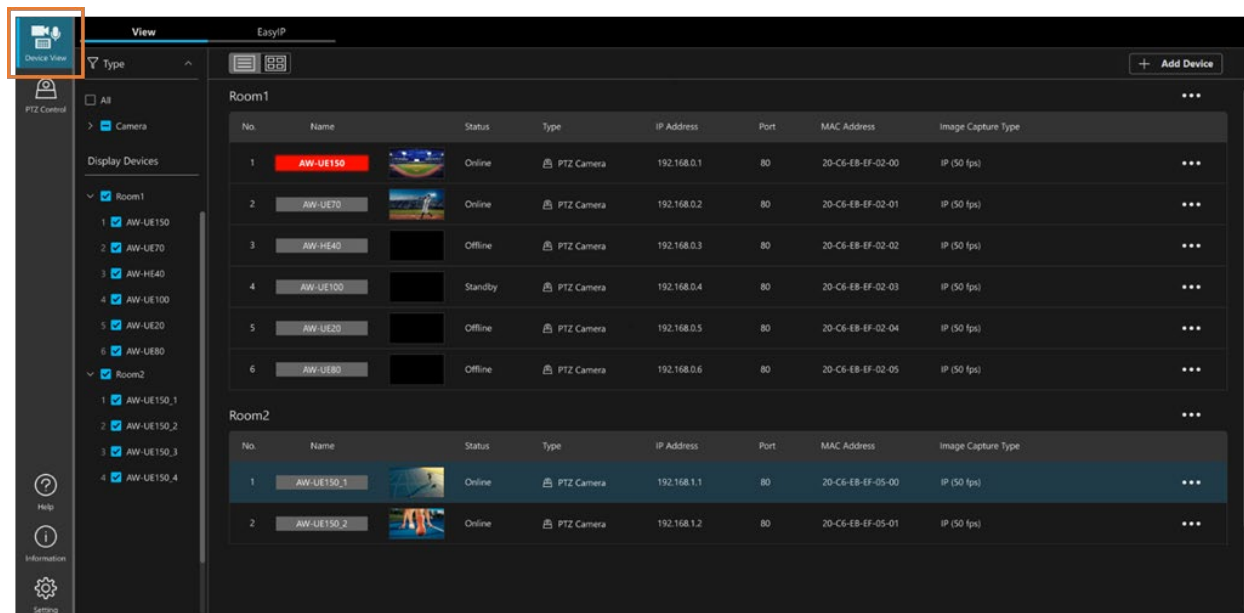 View EasyIP
Device View
Type
Add Device
PTZ Control
All
Camera
Display Devices
Room1
1 AW-UE150
2 AW-UE70
3 AW-HE40
4 AW-UE100
5 AW-UE20
6 AW-UE80
Room2
1 AW-UE150_1
2 AW-UE150_2
3 AW-UE150_3
4 AW-UE150_4
Help
Information
Setting
Room1
No. Name Status Type IP Address Port MAC Address Image Capture Type
1 AW-UE150 Online PTZ Camera 192.168.0.1 80 20-C6-EB-EF-02-00 IP (50 fps)
2 AW-UE70 Online PTZ Camera 192.168.0.2 80 20-C6-EB-EF-02-01 IP (50 fps)
3 AW-HE40 Offline PTZ Camera 192.168.0.3 80 20-C6-EB-EF-02-02 IP (50 fps)
4 AW-UE100 Standby PTZ Camera 192.168.0.4 80 20-C6-EB-EF-02-03 IP (50 fps)
5 AW-UE20 Offline PTZ Camera 192.168.0.5 80 20-C6-EB-EF-02-04 IP (50 fps)
6 AW-UE80 Offline PTZ Camera 192.168.0.6 80 20-C6-EB-EF-02-05 IP (50 fps)
Room2
No. Name Status Type IP Address Port MAC Address Image Capture Type
1 AW-UE150_1 Online PTZ Camera 192.168.1.1 80 20-C6-EB-EF-05-00 IP (50 fps)
2 AW-UE150_2 Online PTZ Camera 192.168.1.2 80 20-C6-EB-EF-05-01 IP (50 fps)